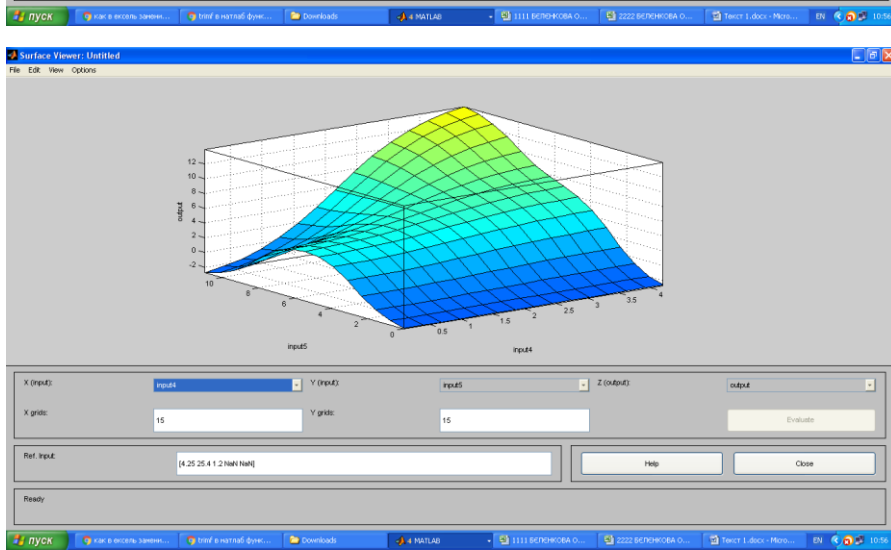 пуск как в ексель замени... trimf в матлаб функ... Downloads 4 MATLAB 1111 БЕЛЕНКОВА О... 2222 БЕЛЕНКОВА О... Текст 1.docx - Micro... EN 10:56
Surface Viewer: Untitled
File Edit View Options
12
10
8
6
4
2
0
-2
output
10
8
6
4
2
0
input5
0.5
1
1.5
2
2.5
3
3.5
4
input4
X (input): input4 Y (input): input5 Z (output): output
X grids: 15 Y grids: 15 Evaluate
Ref. Input: [4.25 25.4 1.2 NaN NaN] Help Close
Ready
пуск как в ексель замени... trimf в матлаб функ... Downloads 4 MATLAB 1111 БЕЛЕНКОВА О... 2222 БЕЛЕНКОВА О... Текст 1.docx - Micro... EN 10:56